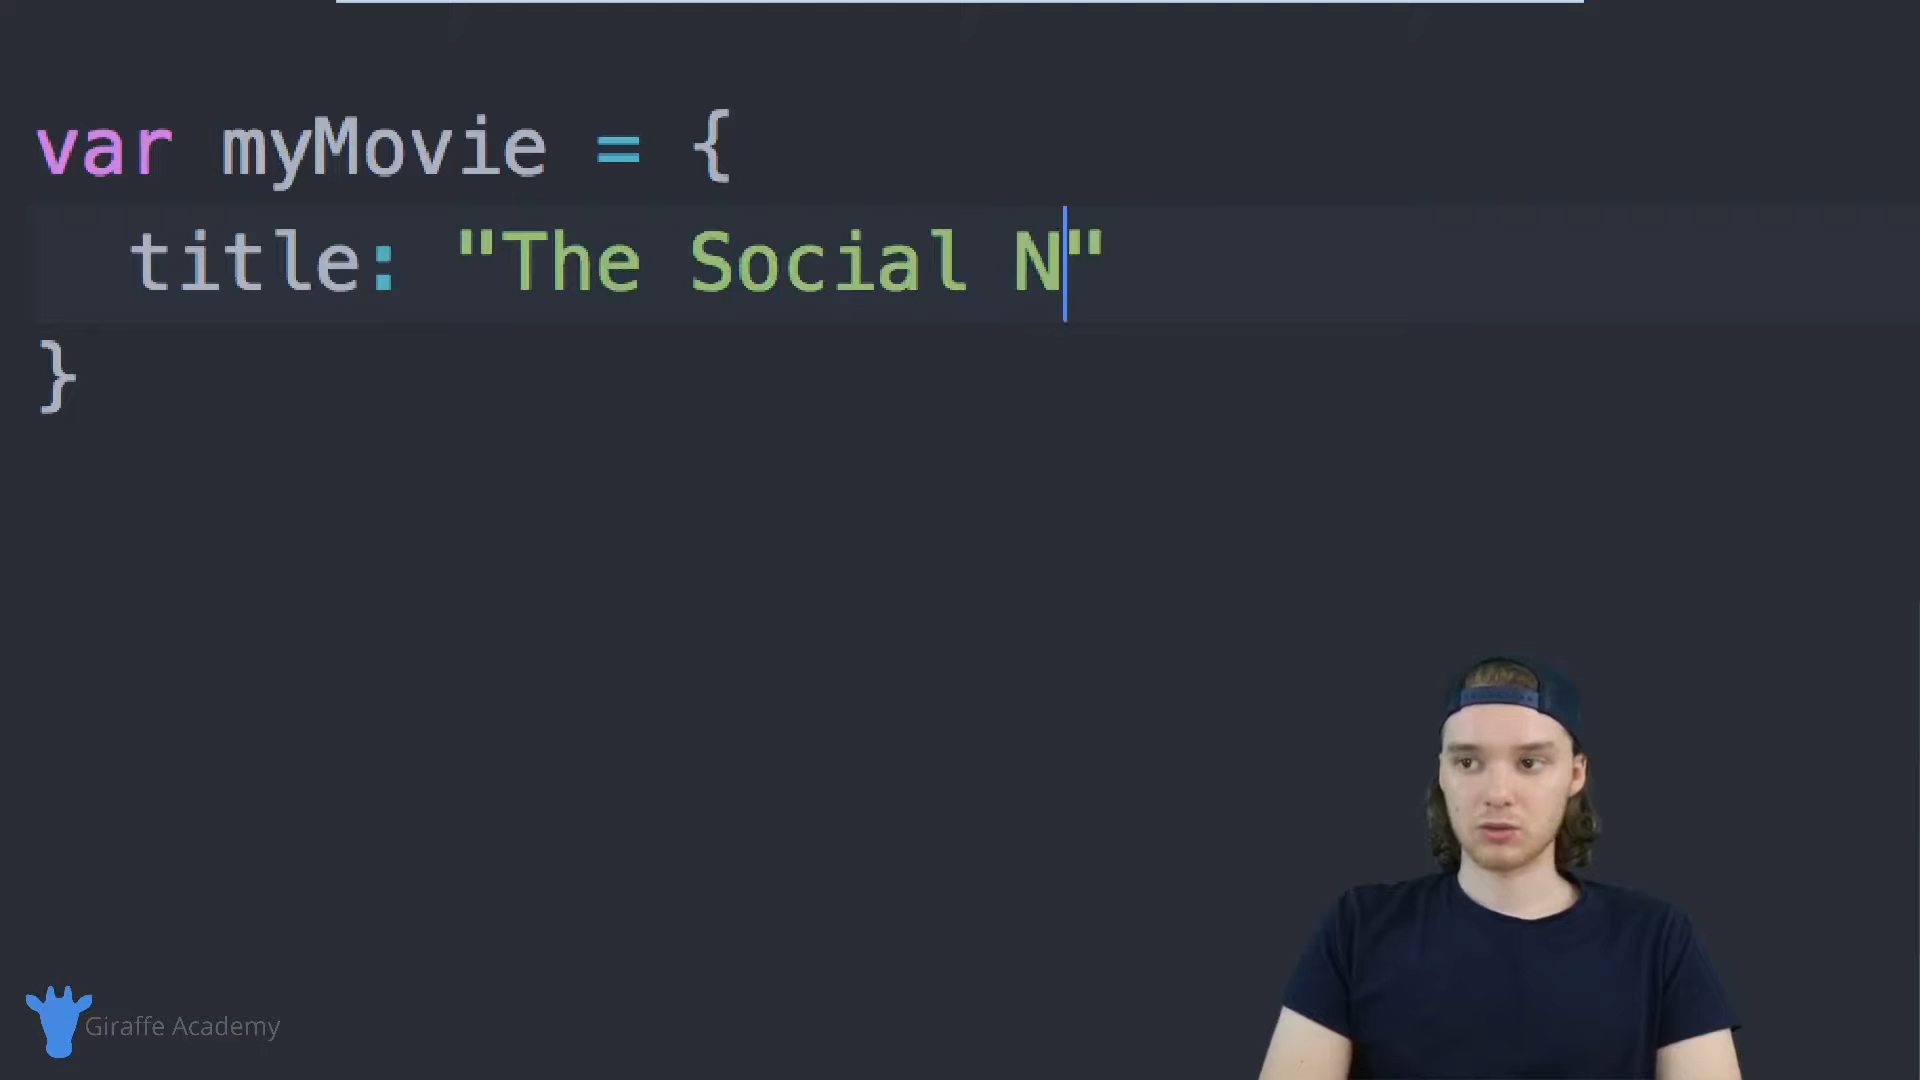 var myMovie = {
  title: "The Social N"
}
Giraffe Academy